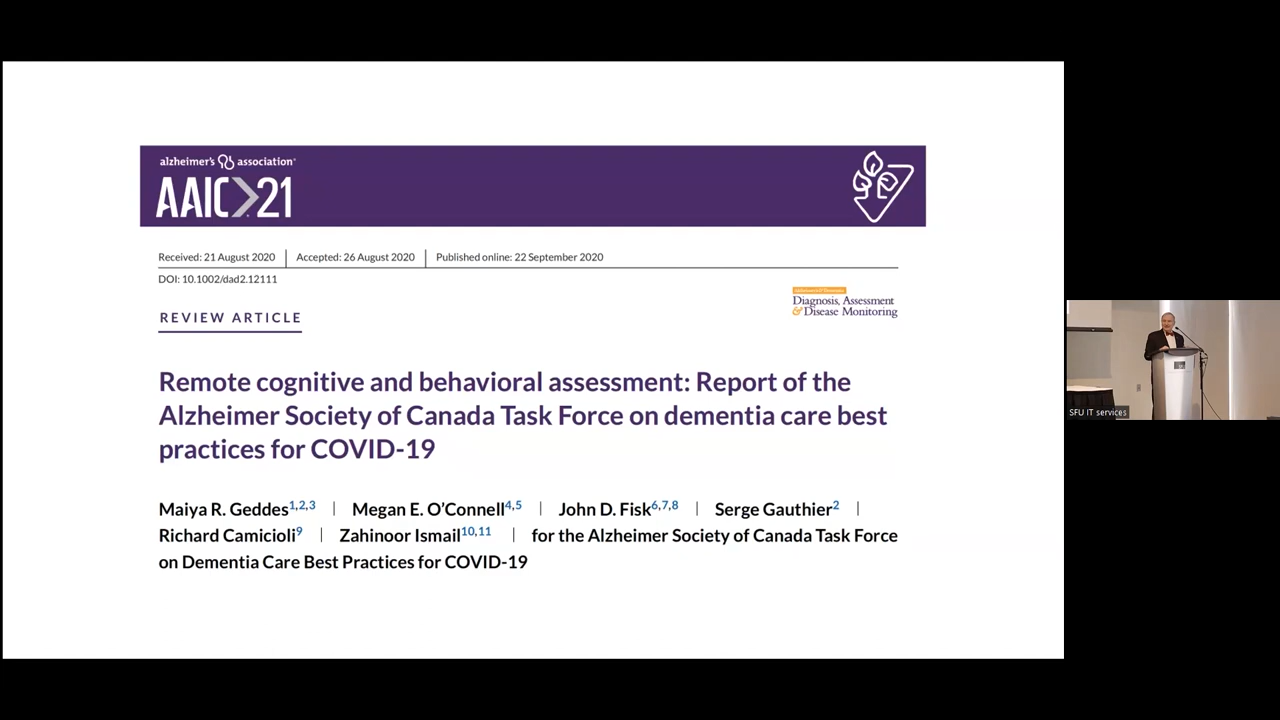 alzheimer's association®
AAIC>21
Received: 21 August 2020 | Accepted: 26 August 2020 | Published online: 22 September 2020
DOI: 10.1002/dad2.12111
REVIEW ARTICLE
Diagnosis, Assessment
& Disease Monitoring
Remote cognitive and behavioral assessment: Report of the
Alzheimer Society of Canada Task Force on dementia care best
practices for COVID-19
Maiya R. Geddes1,2,3 | Megan E. O'Connell4,5 | John D. Fisk6,7,8 | Serge Gauthier2 |
Richard Camicioli9 | Zahinoor Ismail10,11 | for the Alzheimer Society of Canada Task Force
on Dementia Care Best Practices for COVID-19
SFU IT services